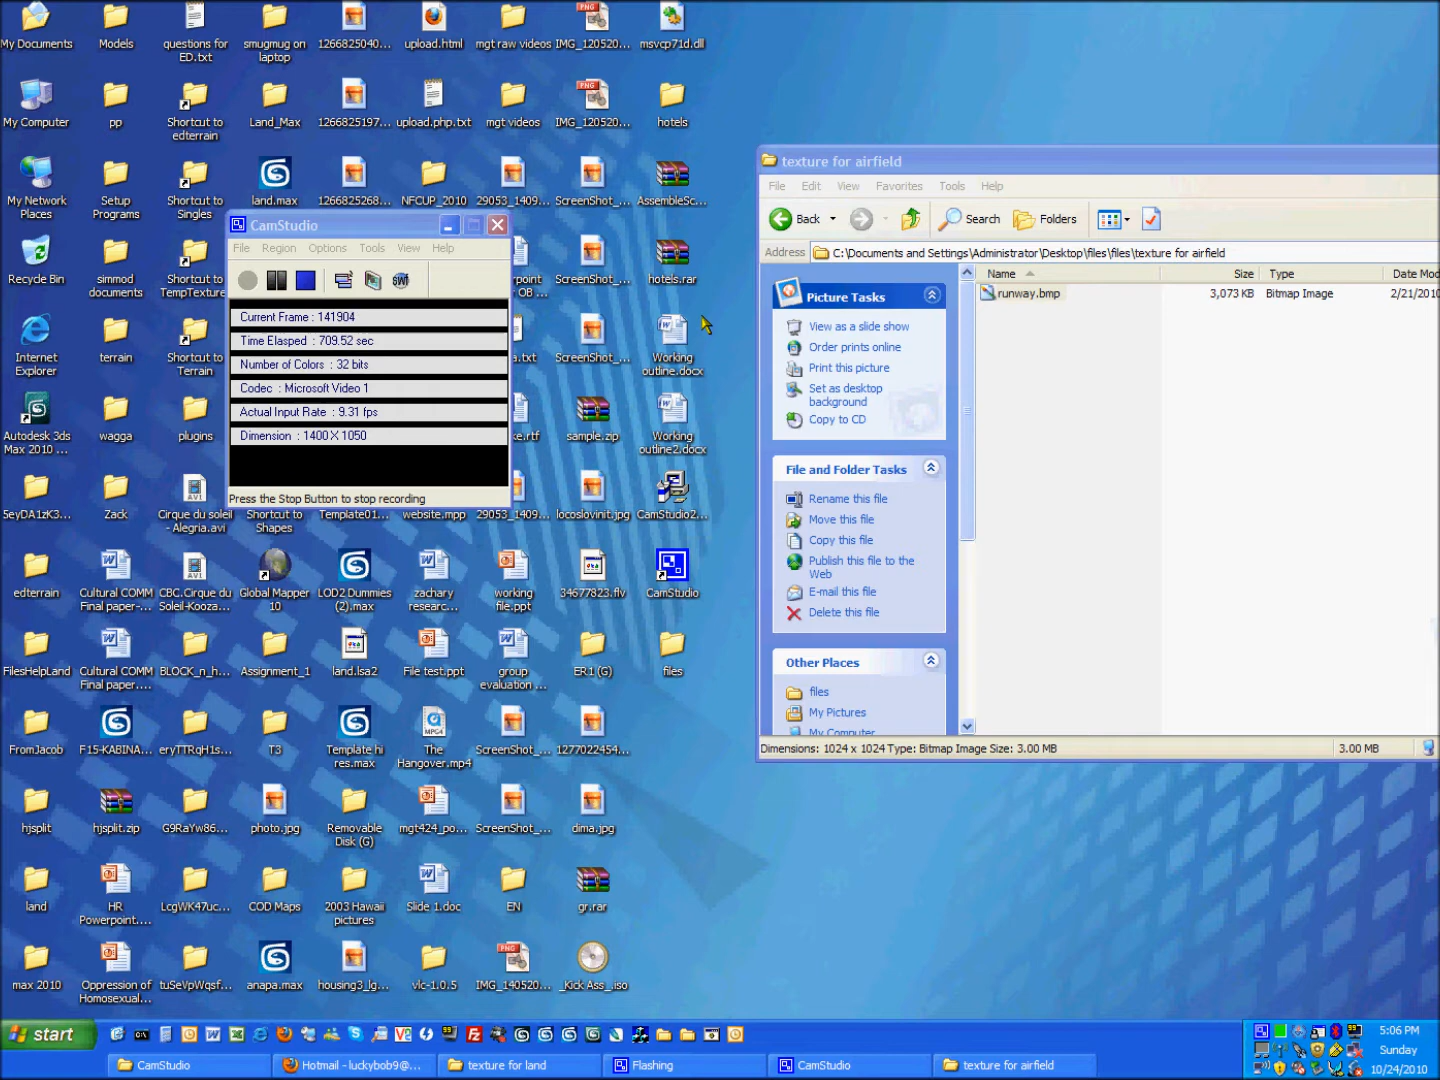 My Documents
Models
questions for
ED.txt
smugmug on
laptop
1266825040...
upload.html
mgt raw videos
IMG_120520...
msvcp71d.dll
My Computer
pp
Shortcut to
edterrain
Land_Max
1266825197...
upload.php.txt
mgt videos
IMG_120520...
hotels
My Network
Places
Setup
Programs
Shortcut to
Singles
land.max
1266825268...
NFCUP_2010
29053_1409...
ScreenShot_...
AssembleSc...
Recycle Bin
simmod
documents
Shortcut to
TempTexture
ScreenShot_...
hotels.rar
Internet
Explorer
terrain
Shortcut to
Terrain
ScreenShot_...
Working
outline.docx
Autodesk 3ds
Max 2010 ...
wagga
plugins
sample.zip
Working
outline2.docx
5eyDA1zK3...
Zack
Cirque du soleil
- Alegria.avi
Shortcut to
Shapes
Template01...
website.mpp
29053_1409...
locoslovinit.jpg
CamStudio2...
edterrain
Cultural COMM
Final paper-...
CBC.Cirque du
Soleil-Kooza...
Global Mapper
10
LOD2 Dummies
(2).max
zachary
researc...
working
file.ppt
34677823.flv
CamStudio
FilesHelpLand
Cultural COMM
Final paper....
BLOCK_n_h...
Assignment_1
land.lsa2
File test.ppt
group
evaluation ...
ER1 (G)
files
FromJacob
F15-KABINA...
eryTTRqH1s...
T3
Template hi
res.max
The
Hangover.mp4
ScreenShot_...
1277022454...
hjsplit
hjsplit.zip
G9RaYw86...
photo.jpg
Removable
Disk (G)
mgt424_po...
ScreenShot_...
dima.jpg
land
HR
Powerpoint....
LcgWK47uc...
COD Maps
2003 Hawaii
pictures
Slide 1.doc
EN
gr.rar
max 2010
Oppression of
Homosexual...
tuSeVpWqsf...
anapa.max
housing3_lg...
vlc-1.0.5
IMG_140520...
_Kick Ass_.iso
CamStudio
File Region Options Tools View Help
Current Frame : 141904
Time Elasped : 709.52 sec
Number of Colors : 32 bits
Codec : Microsoft Video 1
Actual Input Rate : 9.31 fps
Dimension : 1400 X 1050
Press the Stop Button to stop recording
texture for airfield
File Edit View Favorites Tools Help
Back Search Folders
Address C:\Documents and Settings\Administrator\Desktop\files\files\texture for airfield
Name Size Type Date Mod
runway.bmp 3,073 KB Bitmap Image 2/21/2010
Picture Tasks
View as a slide show
Order prints online
Print this picture
Set as desktop
background
Copy to CD
File and Folder Tasks
Rename this file
Move this file
Copy this file
Publish this file to the
Web
E-mail this file
Delete this file
Other Places
files
My Pictures
My Computer
Dimensions: 1024 x 1024 Type: Bitmap Image Size: 3.00 MB 3.00 MB
start
CamStudio
Hotmail - luckybob9@...
texture for land
Flashing
CamStudio
texture for airfield
5:06 PM
Sunday
10/24/2010